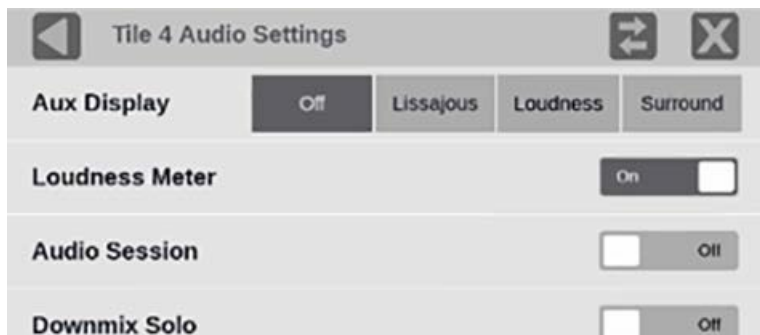 Tile 4 Audio Settings
Aux Display Off Lissajous Loudness Surround
Loudness Meter On
Audio Session Off
Downmix Solo Off